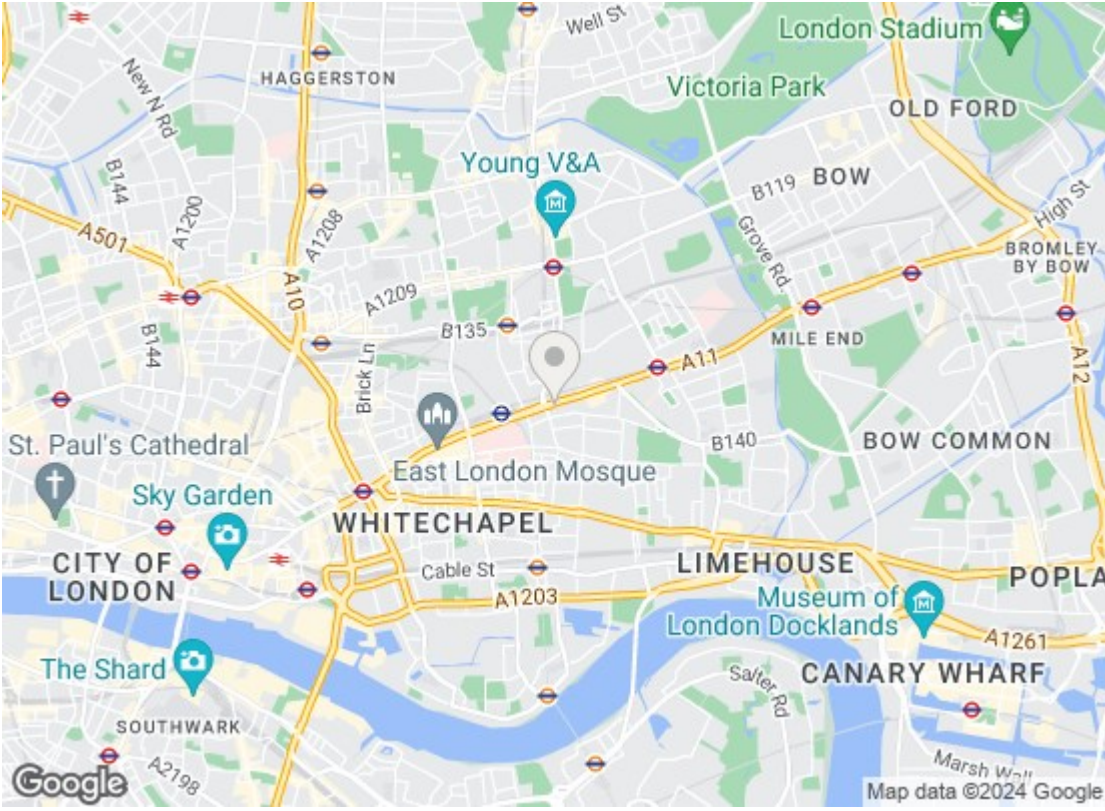 London Stadium
Well St
HAGGERSTON
Victoria Park
New N Rd
OLD FORD
B144
Young V&A
B119
BOW
A1200
High St
A501
A1208
Grove Rd
BROMLEY
BY BOW
A10
A1209
B135
B144
MILE END
A11
A12
Brick Ln
St. Paul's Cathedral
B140
BOW COMMON
East London Mosque
Sky Garden
WHITECHAPEL
CITY OF
LONDON
Cable St
LIMEHOUSE
POPLA
A1203
Museum of
London Docklands
A1261
The Shard
CANARY WHARF
Salter Rd
SOUTHWARK
A2198
Marsh Wall
Google
Map data ©2024 Google